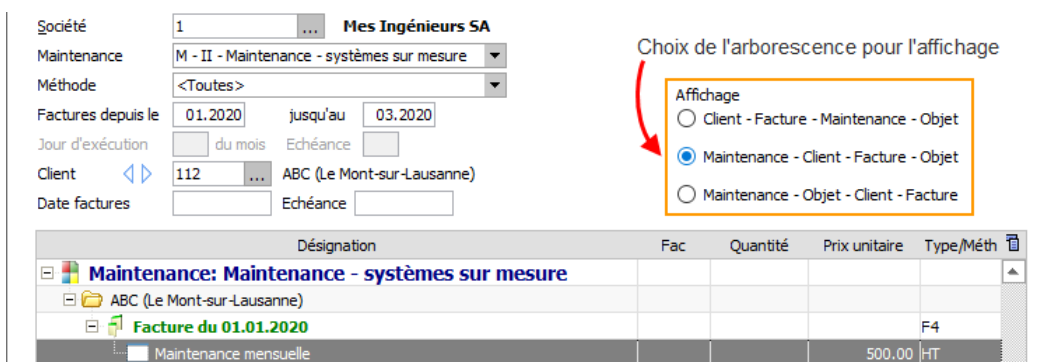 Société 1 ... Mes Ingénieurs SA
Maintenance M - II - Maintenance - systèmes sur mesure
Méthode <Toutes>
Factures depuis le 01.2020 jusqu'au 03.2020
Jour d'exécution du mois Echéance
Client 112 ... ABC (Le Mont-sur-Lausanne)
Date factures Echéance
Choix de l'arborescence pour l'affichage
Affichage
Client - Facture - Maintenance - Objet
Maintenance - Client - Facture - Objet
Maintenance - Objet - Client - Facture
Désignation Fac Quantité Prix unitaire Type/Méth
Maintenance: Maintenance - systèmes sur mesure
ABC (Le Mont-sur-Lausanne)
Facture du 01.01.2020 F4
Maintenance mensuelle 500.00 HT